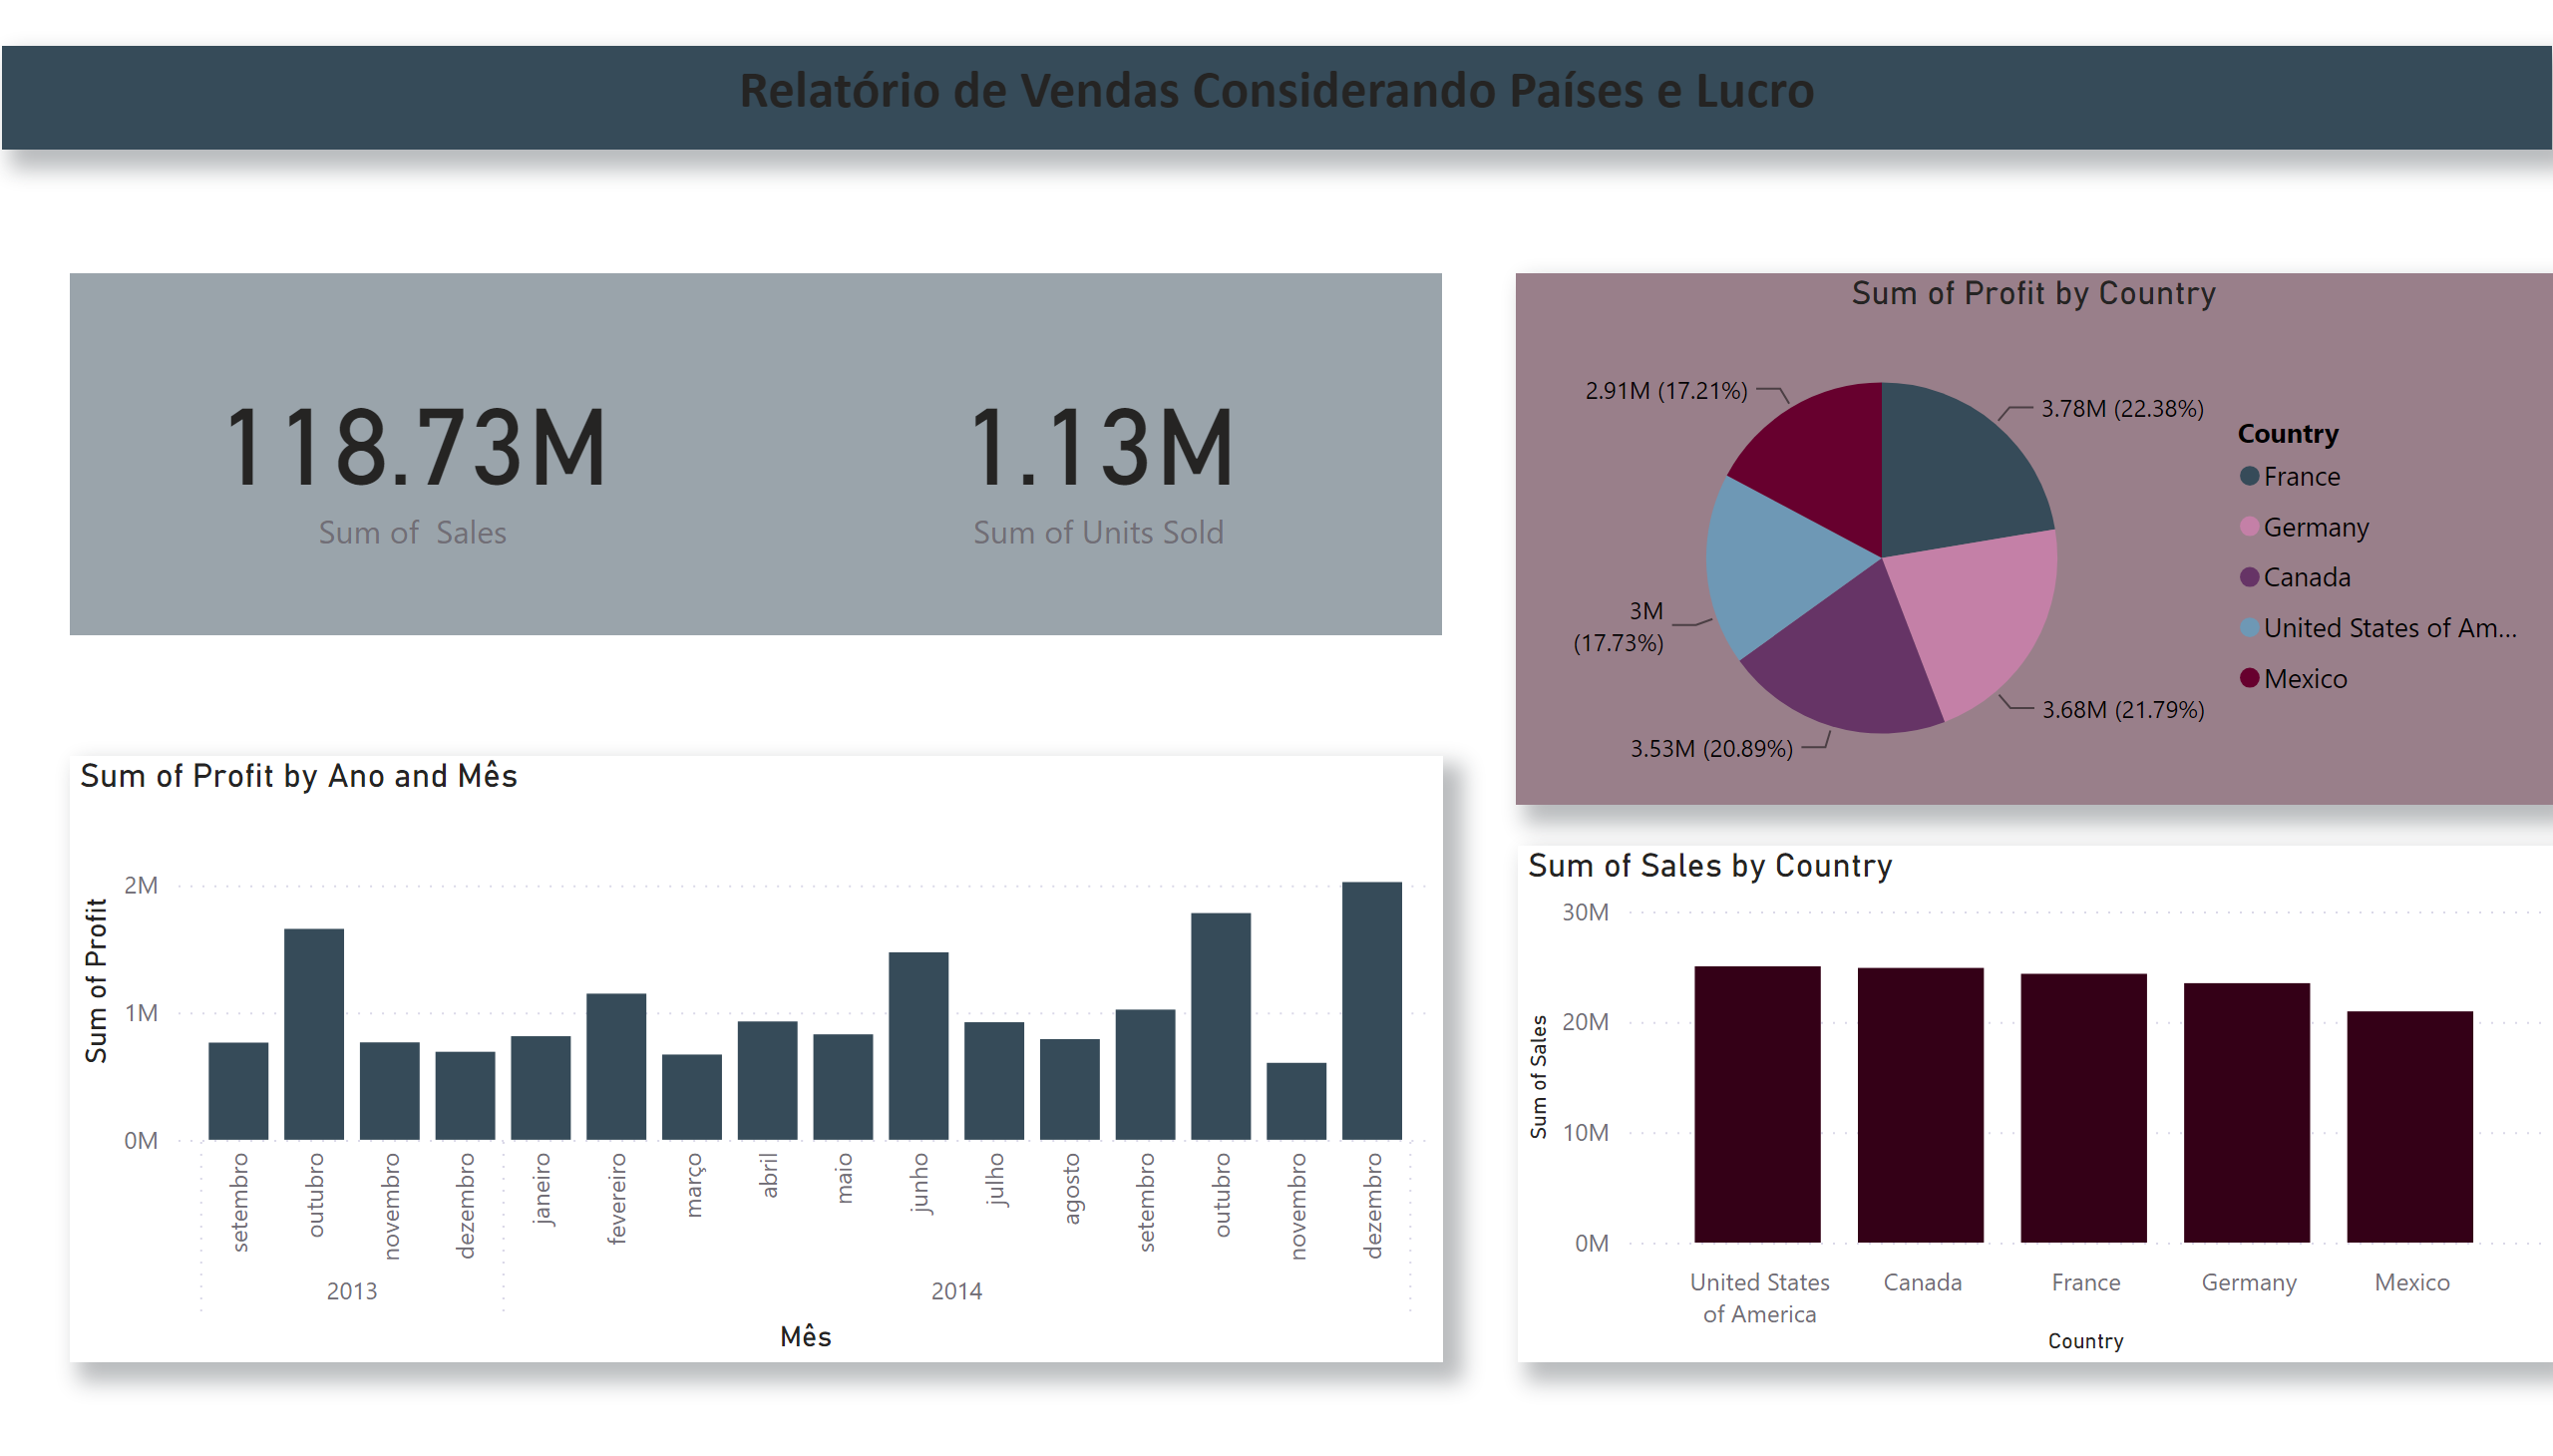 Relatório de Vendas Considerando Países e Lucro
118.73M
Sum of  Sales
1.13M
Sum of Units Sold
Sum of Profit by Country
2.91M (17.21%)
3.78M (22.38%)
3M
(17.73%)
3.53M (20.89%)
3.68M (21.79%)
Country
France
Germany
Canada
United States of Am...
Mexico
Sum of Profit by Ano and Mês
Sum of Profit
2M
1M
0M
setembro
outubro
novembro
dezembro
janeiro
fevereiro
março
abril
maio
junho
julho
agosto
setembro
outubro
novembro
dezembro
2013
2014
Mês
Sum of Sales by Country
Sum of Sales
30M
20M
10M
0M
United States
of America
Canada
France
Germany
Mexico
Country